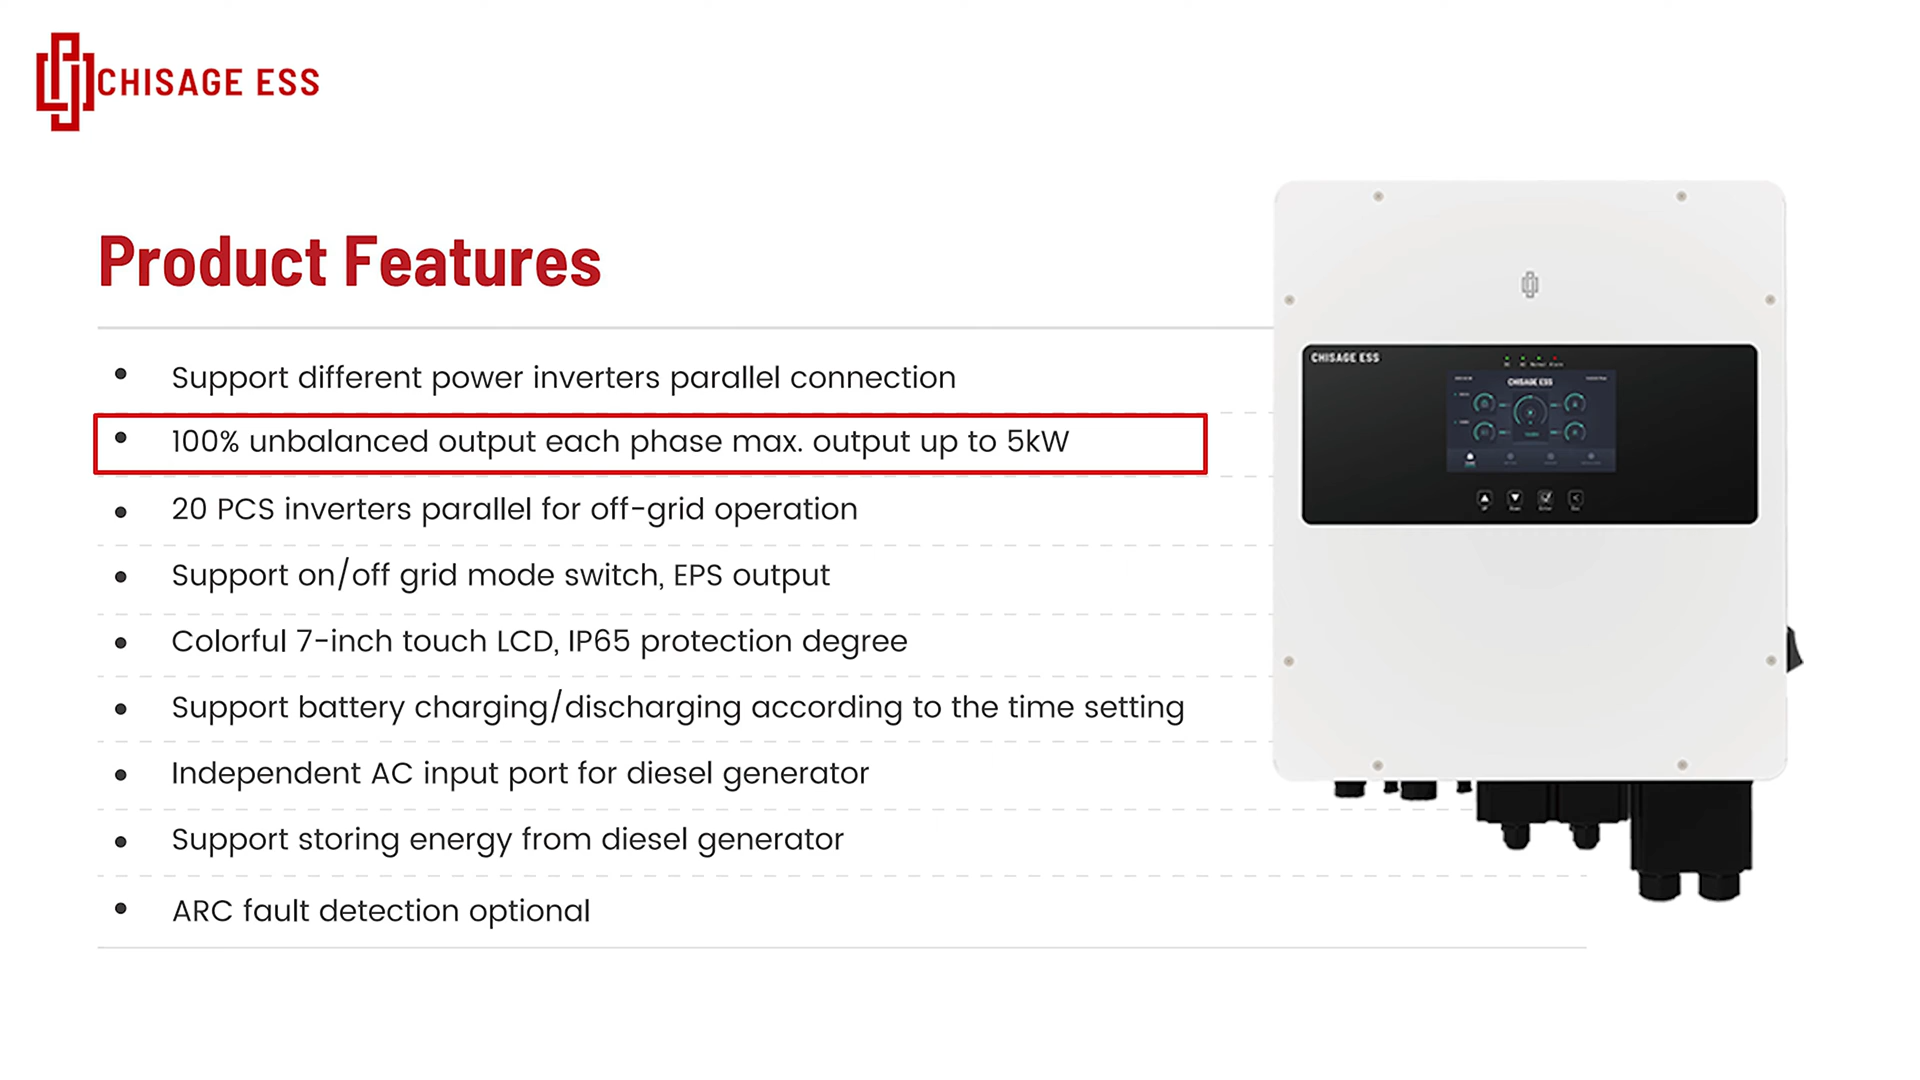 CHISAGE ESS
Product Features
• Support different power inverters parallel connection
• 100% unbalanced output each phase max. output up to 5kW
• 20 PCS inverters parallel for off-grid operation
• Support on/off grid mode switch, EPS output
• Colorful 7-inch touch LCD, IP65 protection degree
• Support battery charging/discharging according to the time setting
• Independent AC input port for diesel generator
• Support storing energy from diesel generator
• ARC fault detection optional
CHISAGE ESS
CHISAGE ESS